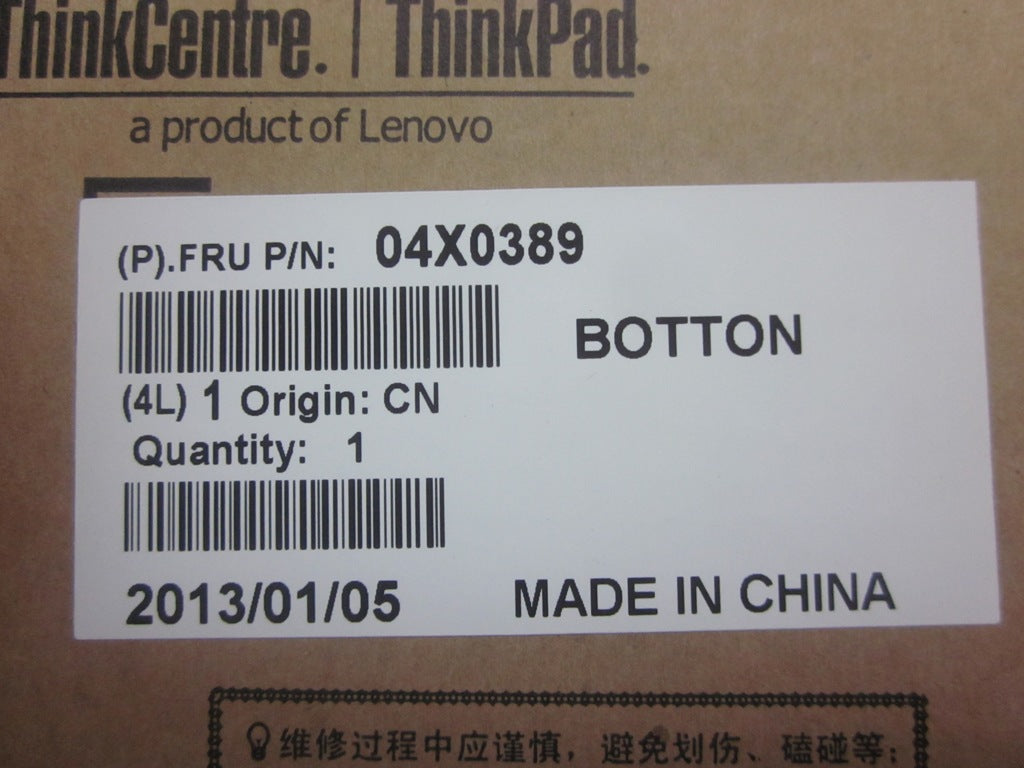 ThinkCentre. | ThinkPad.
a product of Lenovo
(P).FRU P/N: 04X0389
BOTTON
(4L) 1 Origin: CN
Quantity: 1
2013/01/05 MADE IN CHINA
维修过程中应谨慎，避免划伤、磕碰等；